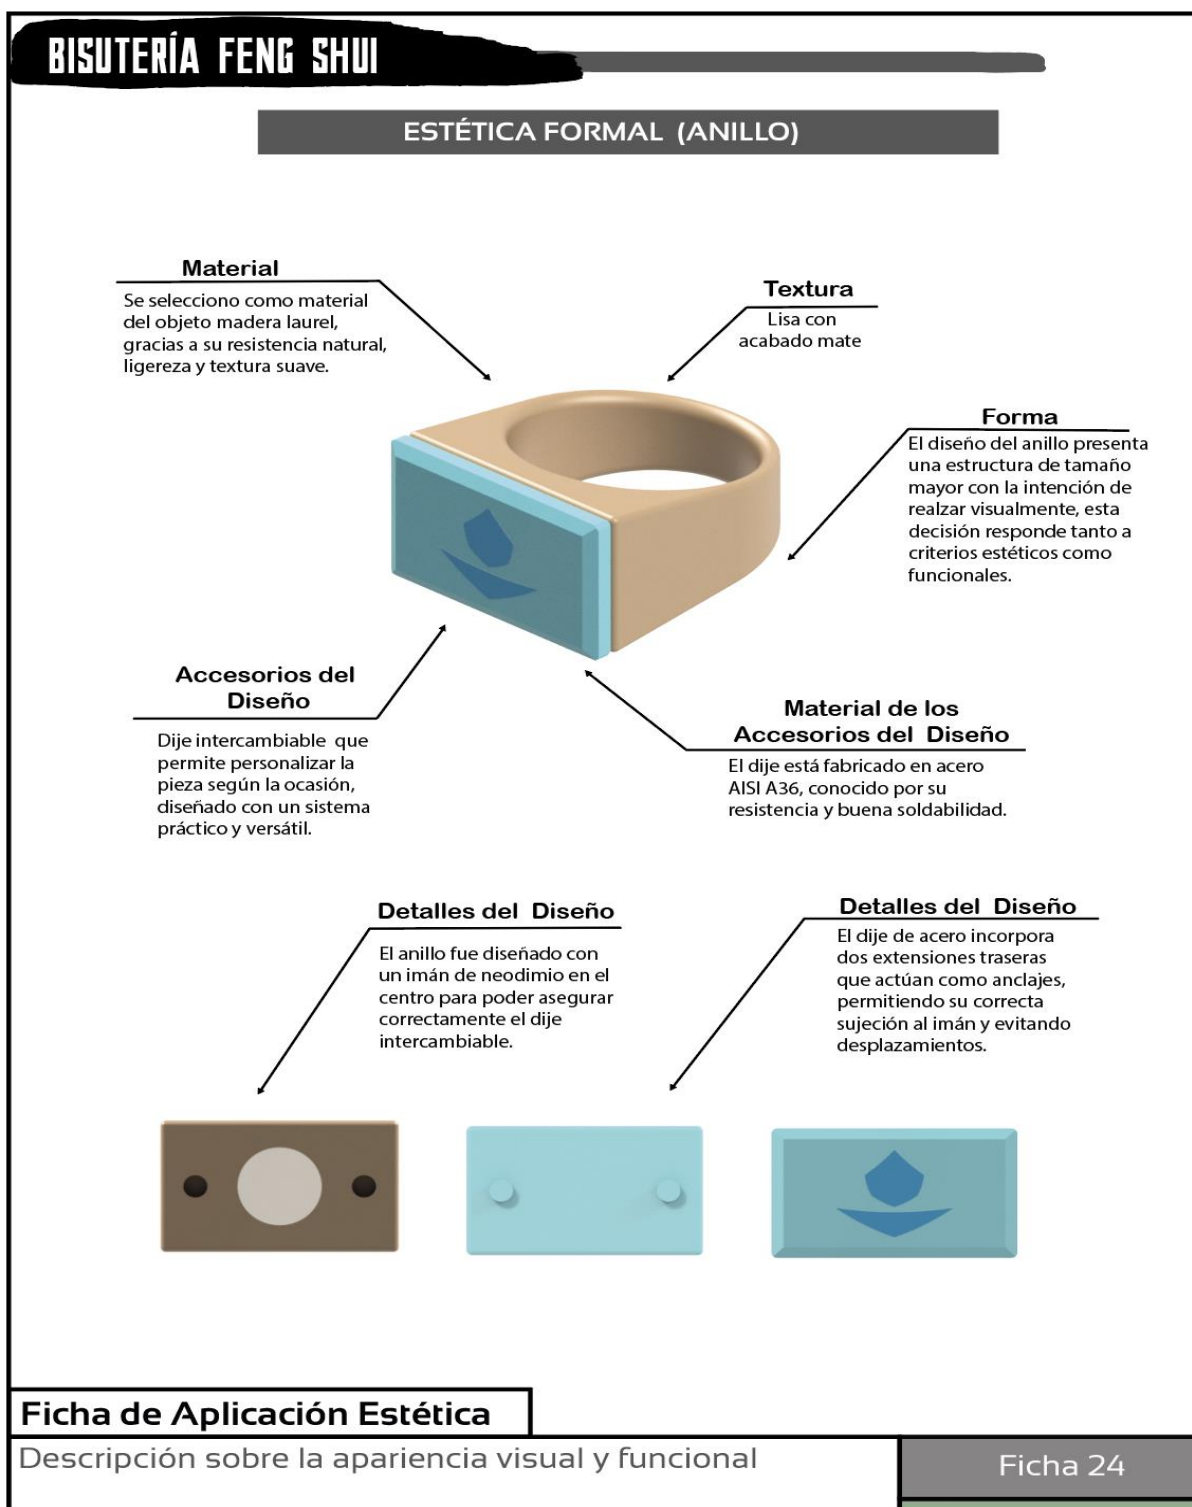 BISUTERÍA FENG SHUI
ESTÉTICA FORMAL (ANILLO)
Material
Se selecciono como material
del objeto madera laurel,
gracias a su resistencia natural,
ligereza y textura suave.
Textura
Lisa con
acabado mate
Forma
El diseño del anillo presenta
una estructura de tamaño
mayor con la intención de
realzar visualmente, esta
decisión responde tanto a
criterios estéticos como
funcionales.
Accesorios del
Diseño
Dije intercambiable que
permite personalizar la
pieza según la ocasión,
diseñado con un sistema
práctico y versátil.
Material de los
Accesorios del Diseño
El dije está fabricado en acero
AISI A36, conocido por su
resistencia y buena soldabilidad.
Detalles del Diseño
El anillo fue diseñado con
un imán de neodimio en el
centro para poder asegurar
correctamente el dije
intercambiable.
Detalles del Diseño
El dije de acero incorpora
dos extensiones traseras
que actúan como anclajes,
permitiendo su correcta
sujeción al imán y evitando
desplazamientos.
Ficha de Aplicación Estética
Descripción sobre la apariencia visual y funcional
Ficha 24